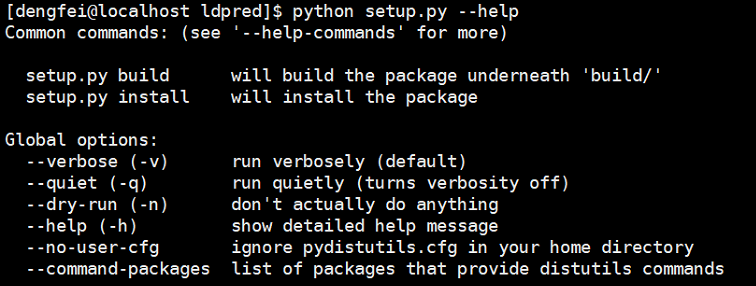 [dengfei@localhost ldpred]$ python setup.py --help
Common commands: (see '--help-commands' for more)

  setup.py build      will build the package underneath 'build/'
  setup.py install    will install the package

Global options:
  --verbose (-v)      run verbosely (default)
  --quiet (-q)        run quietly (turns verbosity off)
  --dry-run (-n)      don't actually do anything
  --help (-h)         show detailed help message
  --no-user-cfg       ignore pydistutils.cfg in your home directory
  --command-packages  list of packages that provide distutils commands